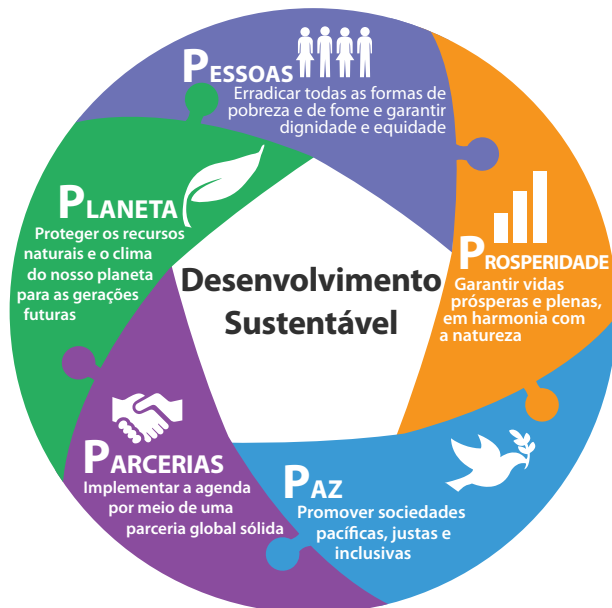 PESSOAS
Erradicar todas as formas de
pobreza e de fome e garantir
dignidade e equidade
PROSPERIDADE
Garantir vidas
prósperas e plenas,
em harmonia com
a natureza
PAZ
Promover sociedades
pacíficas, justas e
inclusivas
PARCERIAS
Implementar a agenda
por meio de uma
parceria global sólida
PLANETA
Proteger os recursos
naturais e o clima
do nosso planeta
para as gerações
futuras
Desenvolvimento
Sustentável